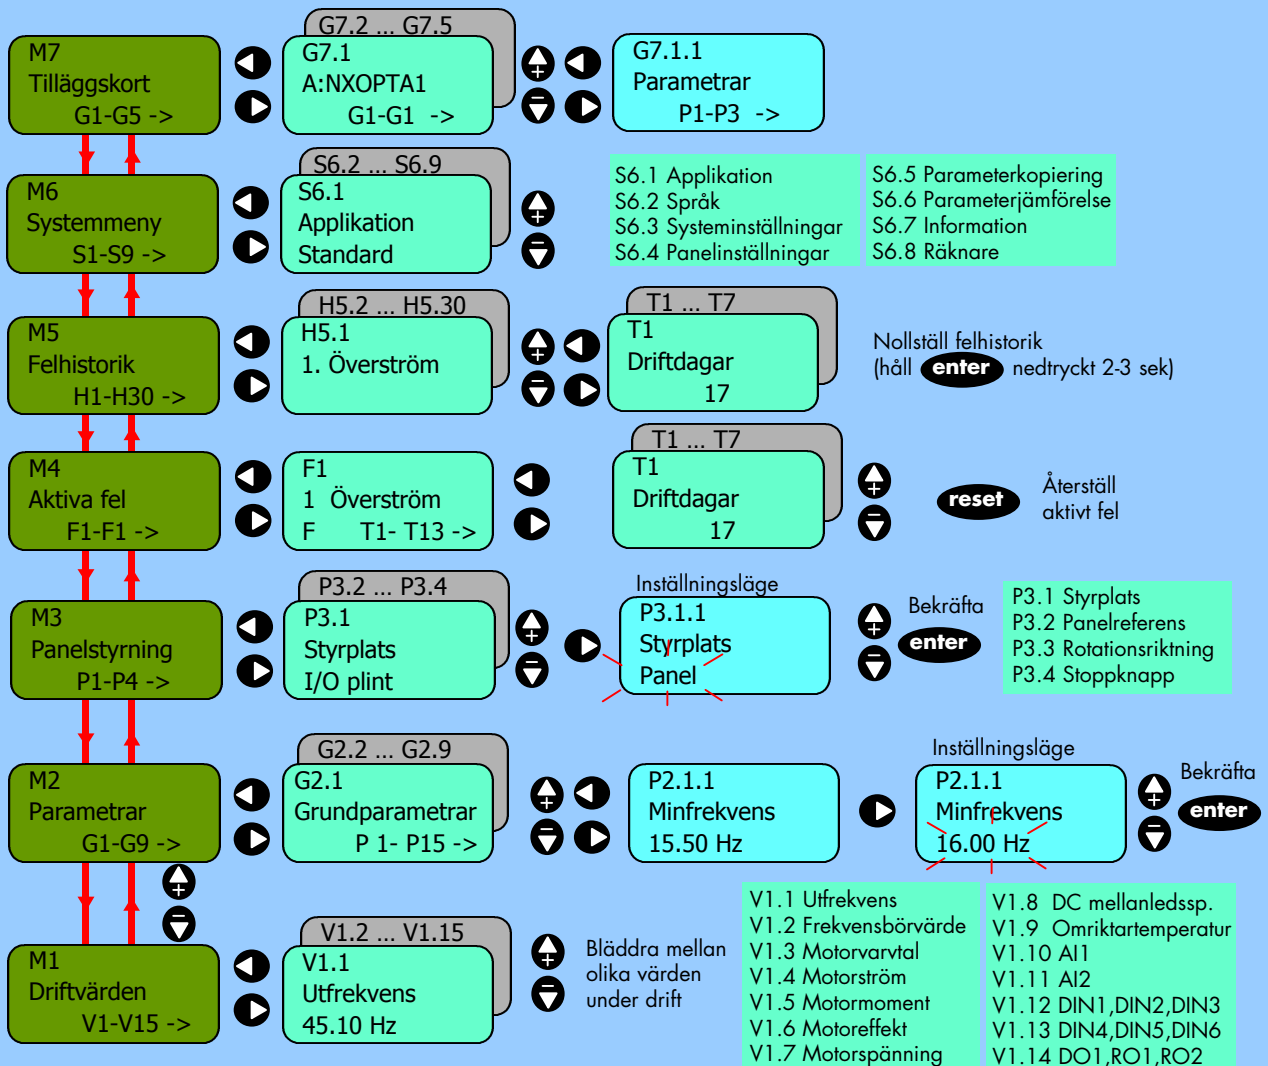 G7.2 ... G7.5
M7
Tilläggskort
G1-G5 ->
G7.1
A:NXOPTA1
G1-G1 ->
G7.1.1
Parametrar
P1-P3 ->
S6.2 ... S6.9
M6
Systemmeny
S1-S9 ->
S6.1
Applikation
Standard
S6.1 Applikation
S6.2 Språk
S6.3 Systeminställningar
S6.4 Panelinställningar
S6.5 Parameterkopiering
S6.6 Parameterjämförelse
S6.7 Information
S6.8 Räknare
H5.2 ... H5.30
M5
Felhistorik
H1-H30 ->
H5.1
1. Överström
T1 ... T7
T1
Driftdagar
17
Nollställ felhistorik
(håll enter nedtryckt 2-3 sek)
M4
Aktiva fel
F1-F1 ->
F1
1 Överström
F T1- T13 ->
T1 ... T7
T1
Driftdagar
17
reset
Återställ
aktivt fel
P3.2 ... P3.4
M3
Panelstyrning
P1-P4 ->
P3.1
Styrplats
I/O plint
Inställningsläge
P3.1.1
Styrplats
Panel
Bekräfta
enter
P3.1 Styrplats
P3.2 Panelreferens
P3.3 Rotationsriktning
P3.4 Stoppknapp
G2.2 ... G2.9
M2
Parametrar
G1-G9 ->
G2.1
Grundparametrar
P 1- P15 ->
P2.1.1
Minfrekvens
15.50 Hz
Inställningsläge
P2.1.1
Minfrekvens
16.00 Hz
Bekräfta
enter
V1.2 ... V1.15
M1
Driftvärden
V1-V15 ->
V1.1
Utfrekvens
45.10 Hz
Bläddra mellan
olika värden
under drift
V1.1 Utfrekvens
V1.2 Frekvensbörvärde
V1.3 Motorvarvtal
V1.4 Motorström
V1.5 Motormoment
V1.6 Motoreffekt
V1.7 Motorspänning
V1.8 DC mellanledssp.
V1.9 Omriktartemperatur
V1.10 AI1
V1.11 AI2
V1.12 DIN1,DIN2,DIN3
V1.13 DIN4,DIN5,DIN6
V1.14 DO1,RO1,RO2